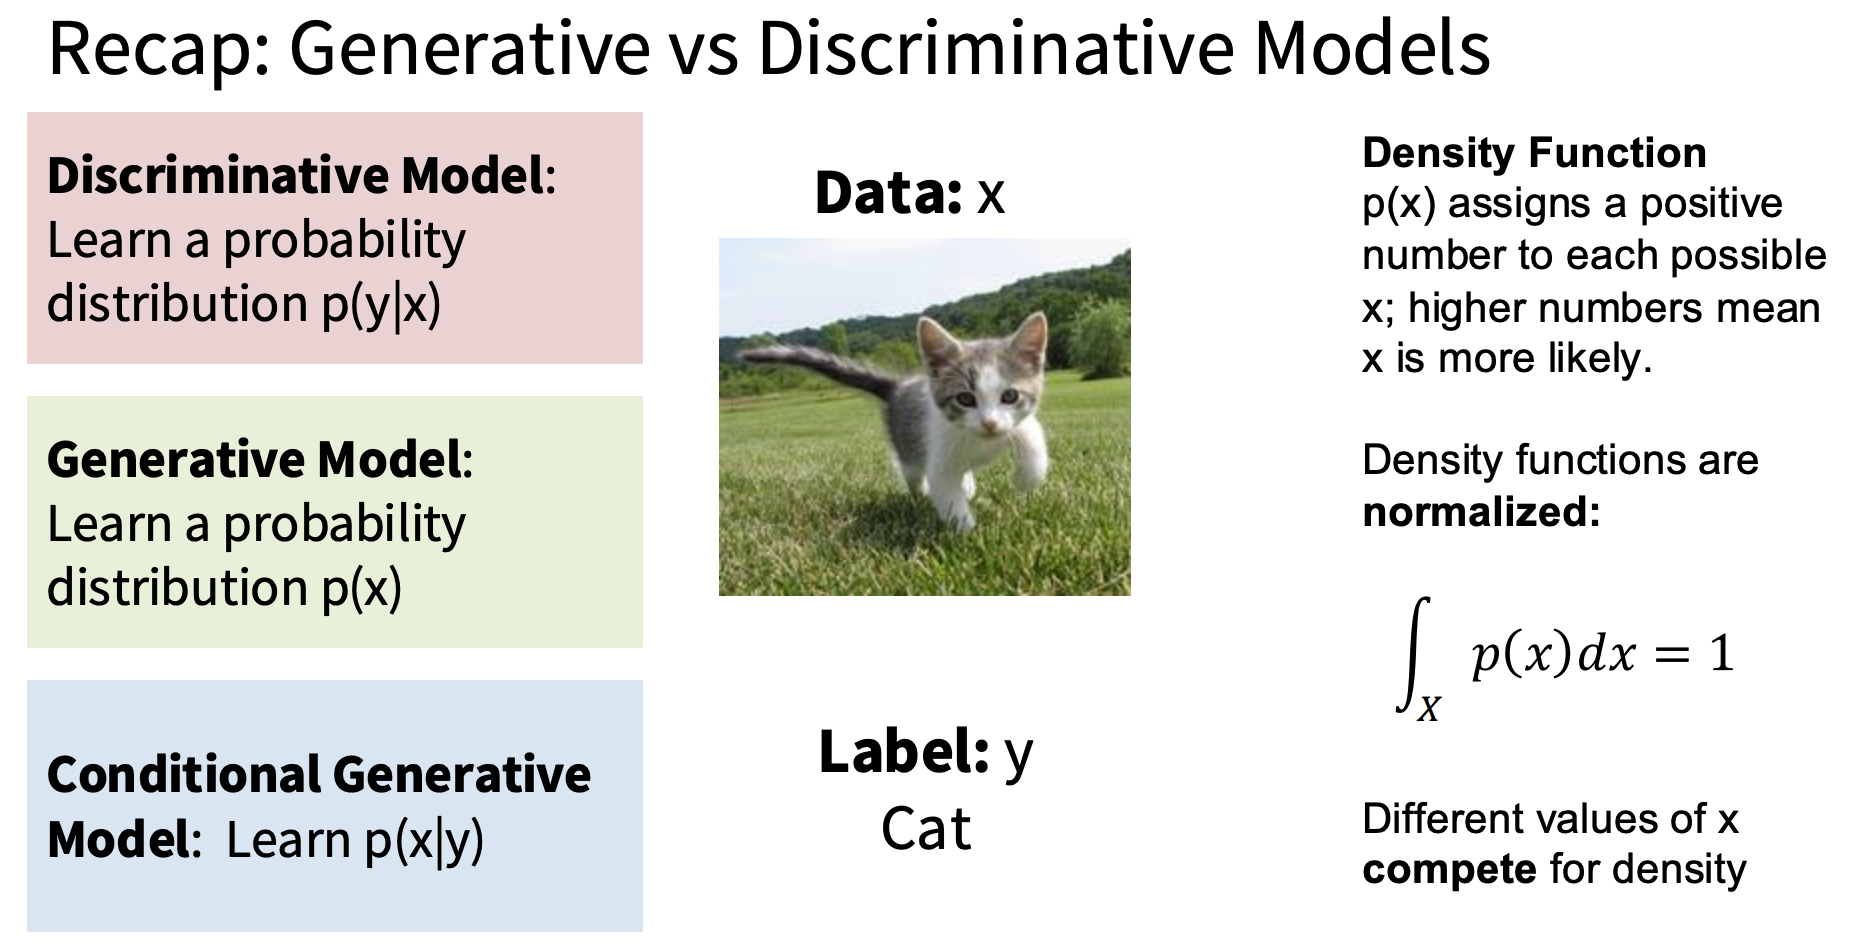 Recap: Generative vs Discriminative Models
Discriminative Model:
Learn a probability
distribution p(y|x)
Generative Model:
Learn a probability
distribution p(x)
Conditional Generative
Model: Learn p(x|y)
Data: x
Label: y
Cat
Density Function
p(x) assigns a positive
number to each possible
x; higher numbers mean
x is more likely.
Density functions are
normalized:
∫_X p(x)dx = 1
Different values of x
compete for density